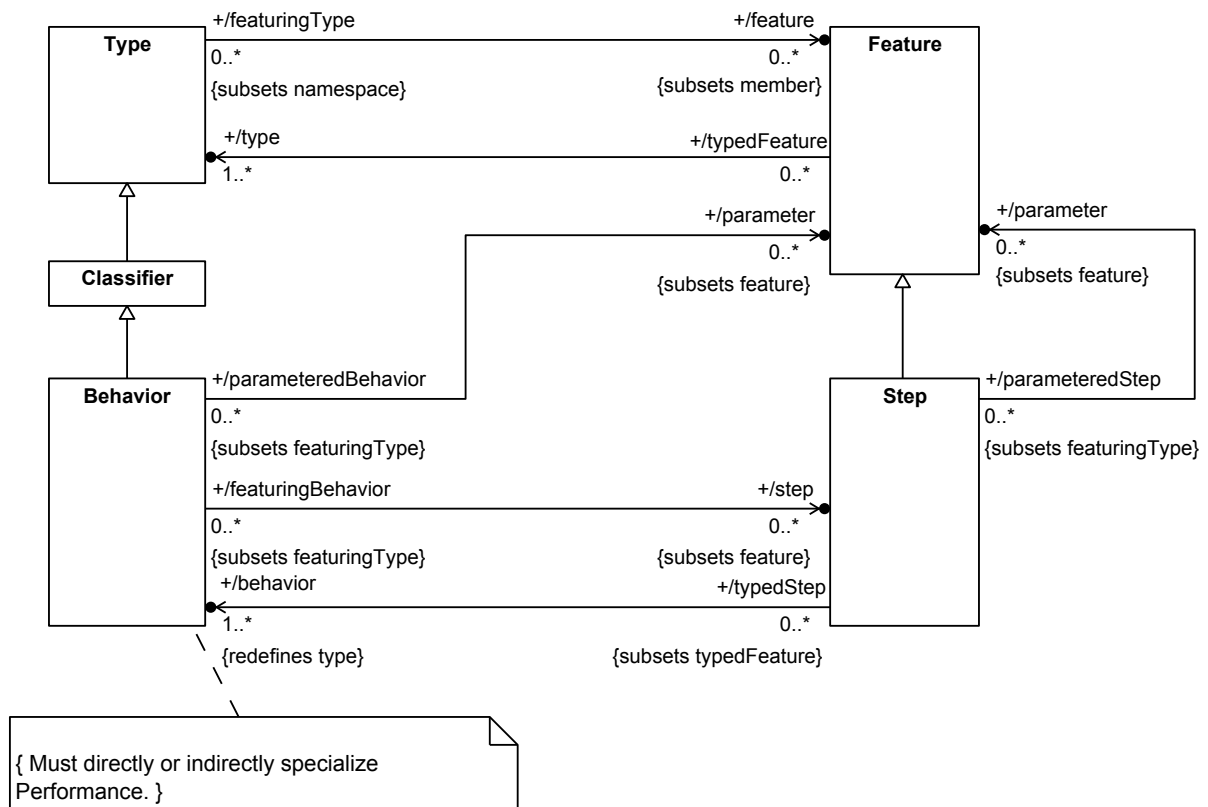 +/featuringType
+/feature
Type
Feature
0..*
0..*
{subsets namespace}
{subsets member}
+/type
+/typedFeature
1..*
0..*
+/parameter
+/parameter
0..*
0..*
{subsets feature}
{subsets feature}
Classifier
+/parameteredBehavior
+/parameteredStep
Behavior
Step
0..*
0..*
{subsets featuringType}
{subsets featuringType}
+/featuringBehavior
+/step
0..*
0..*
{subsets featuringType}
{subsets feature}
+/behavior
+/typedStep
1..*
0..*
{redefines type}
{subsets typedFeature}
{ Must directly or indirectly specialize
Performance. }